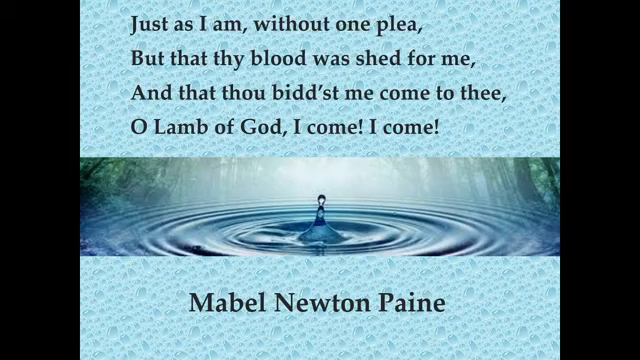 Just as I am, without one plea,
But that thy blood was shed for me,
And that thou bidd’st me come to thee,
O Lamb of God, I come! I come!
Mabel Newton Paine